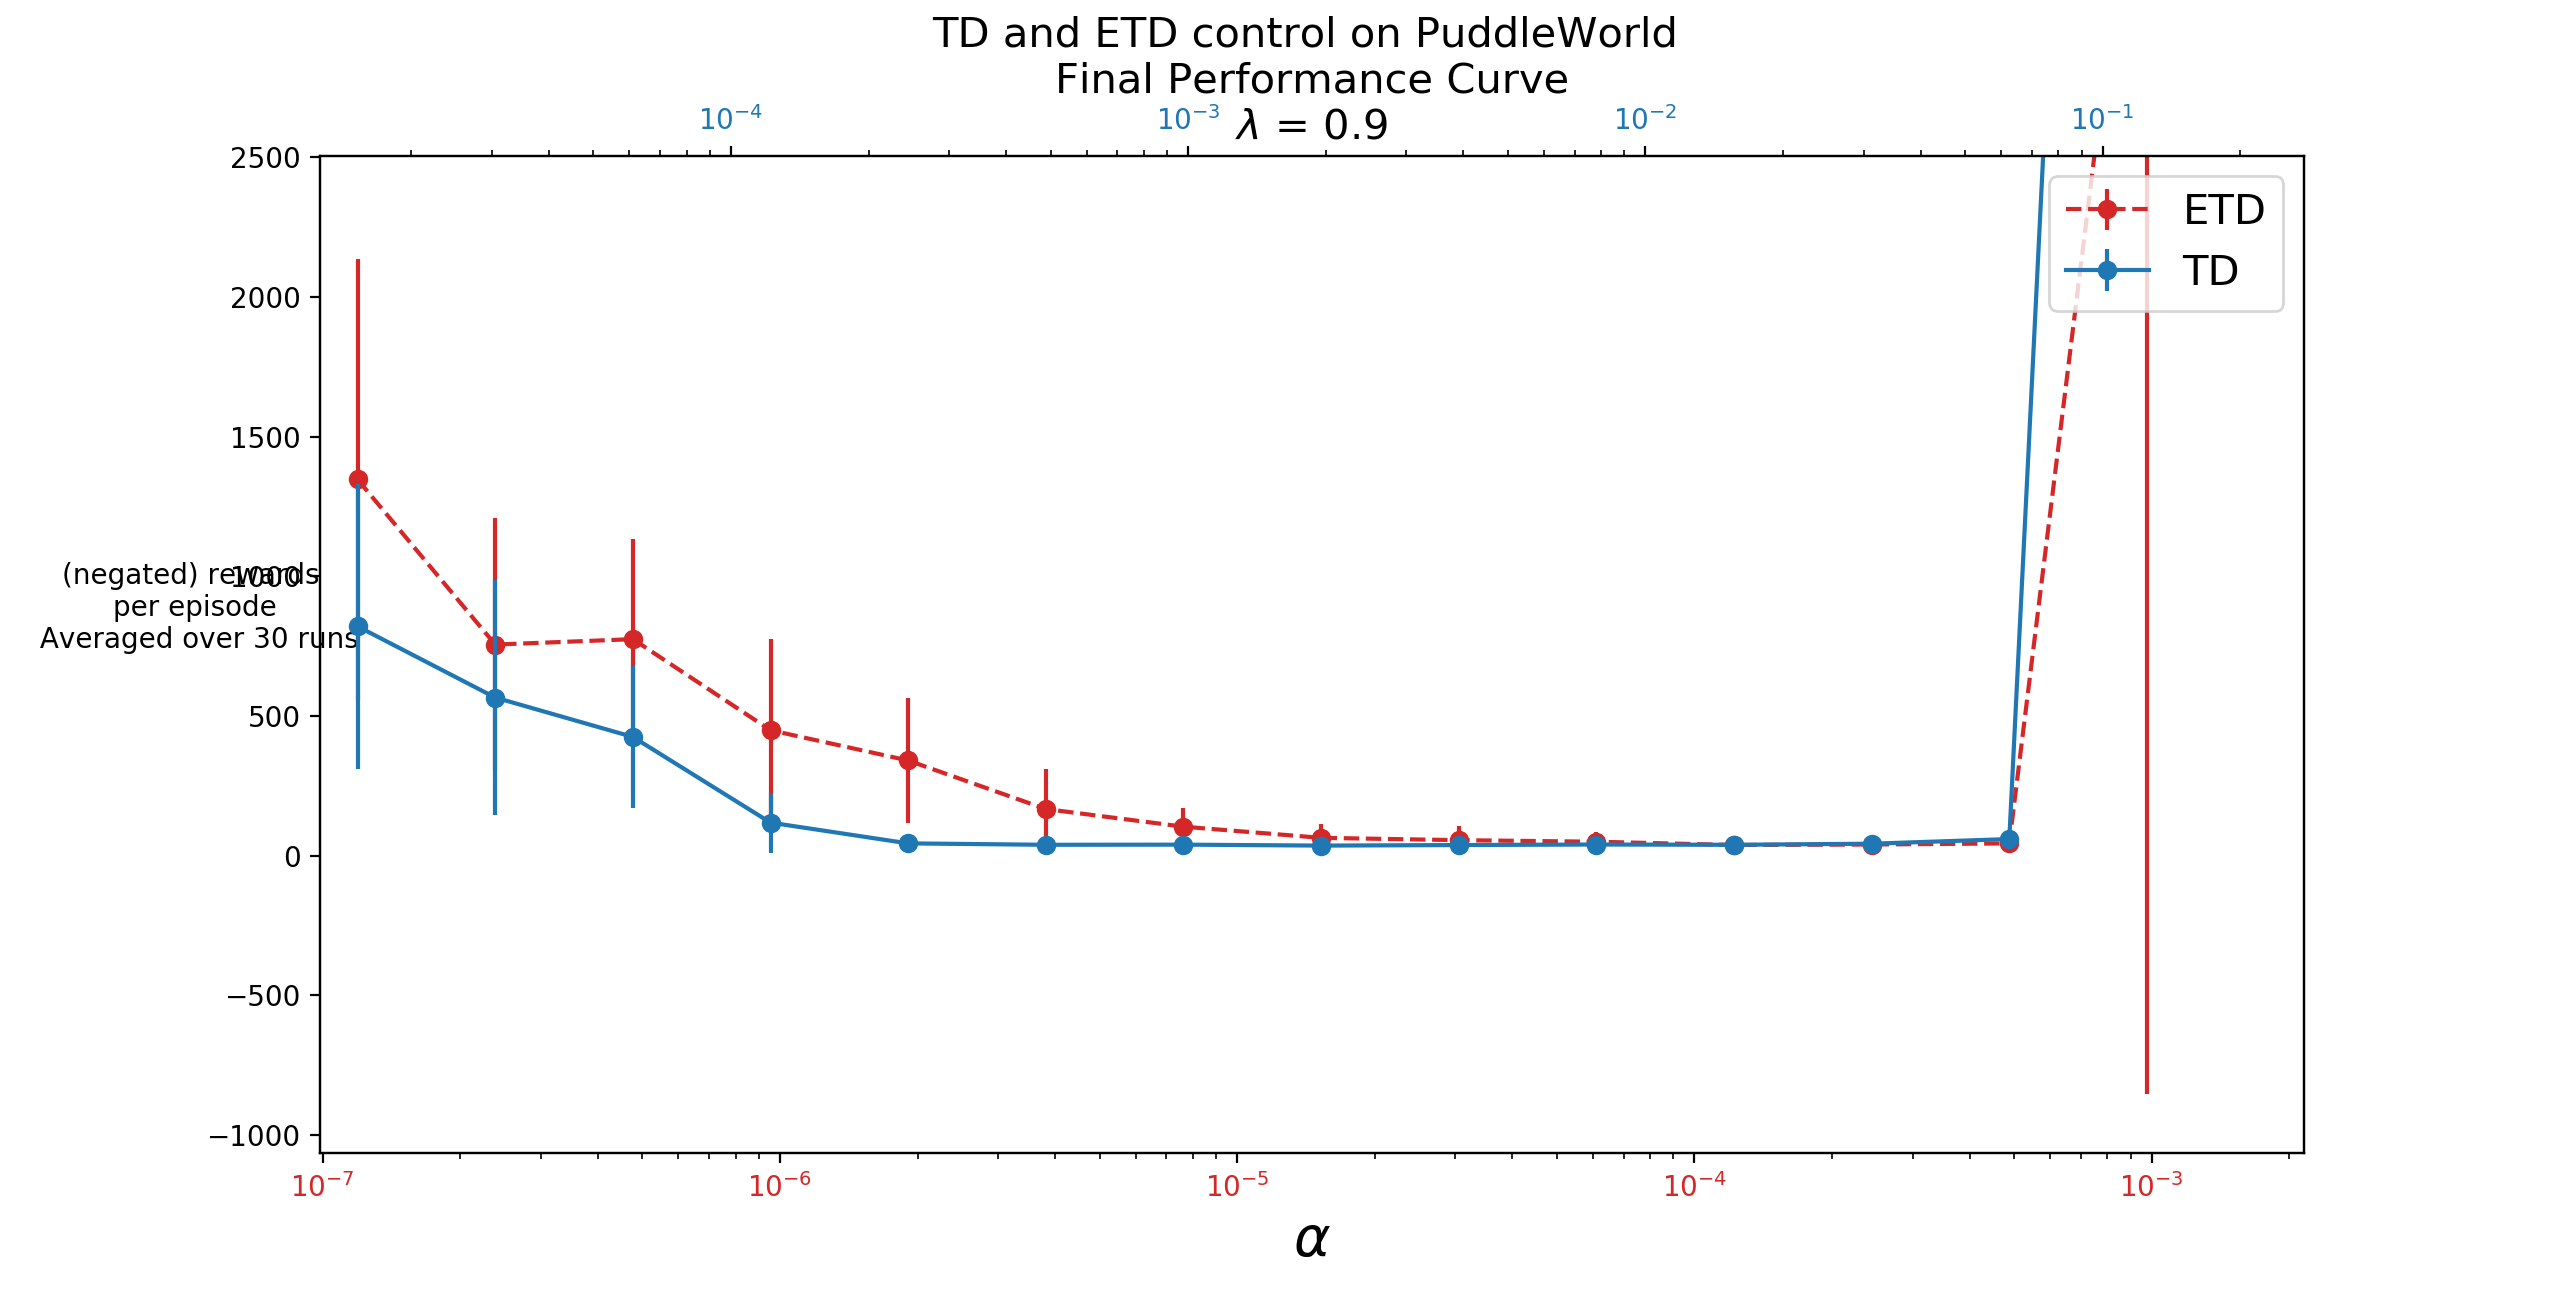 TD and ETD control on PuddleWorld
Final Performance Curve
λ = 0.9
10⁻⁴ 10⁻³ 10⁻² 10⁻¹
2500
2000
1500
1000
500
0
−500
−1000
(negated) rewards
per episode
Averaged over 30 runs
ETD
TD
10⁻⁷ 10⁻⁶ 10⁻⁵ 10⁻⁴ 10⁻³
α